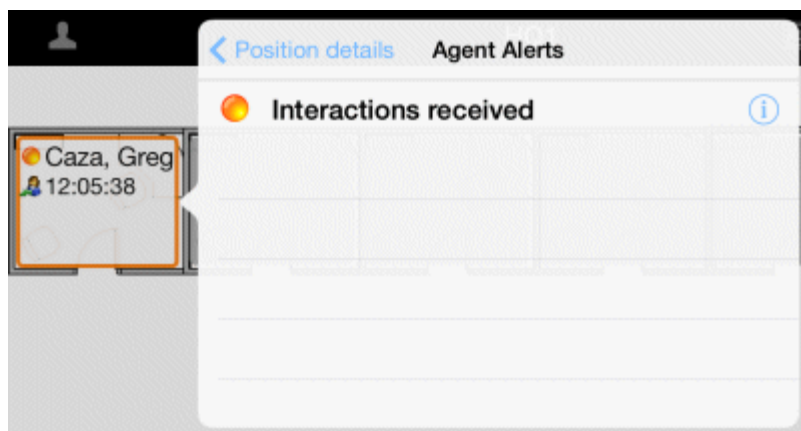 Position details
Agent Alerts
Interactions received
Caza, Greg
12:05:38